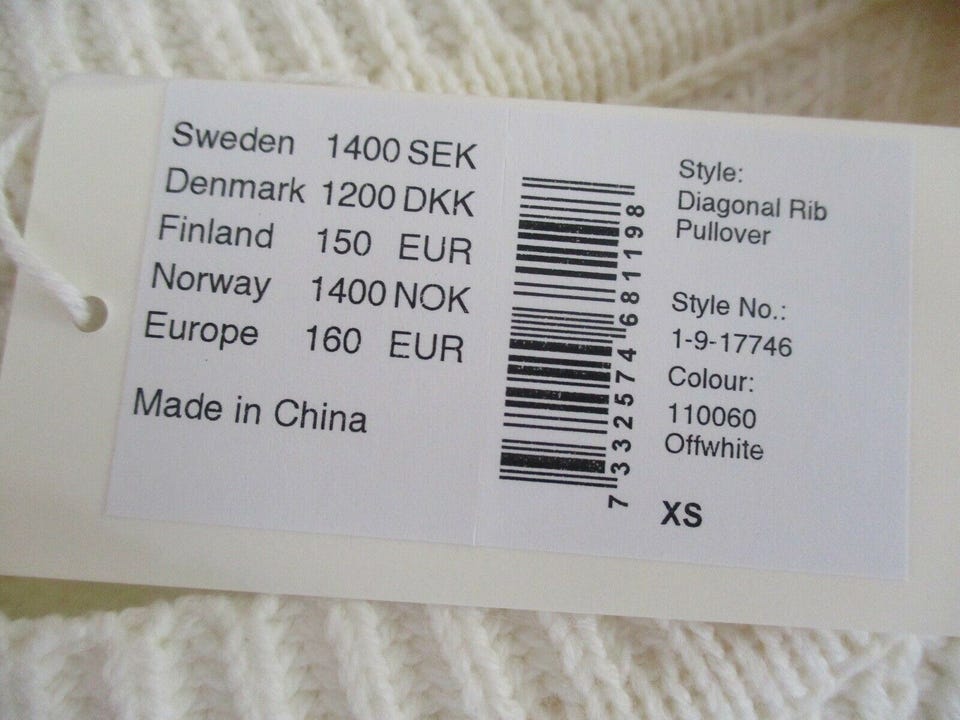 Sweden 1400 SEK
Denmark 1200 DKK
Finland 150 EUR
Norway 1400 NOK
Europe 160 EUR
Made in China
7 332574 681198
Style:
Diagonal Rib
Pullover
Style No.:
1-9-17746
Colour:
110060
Offwhite
XS